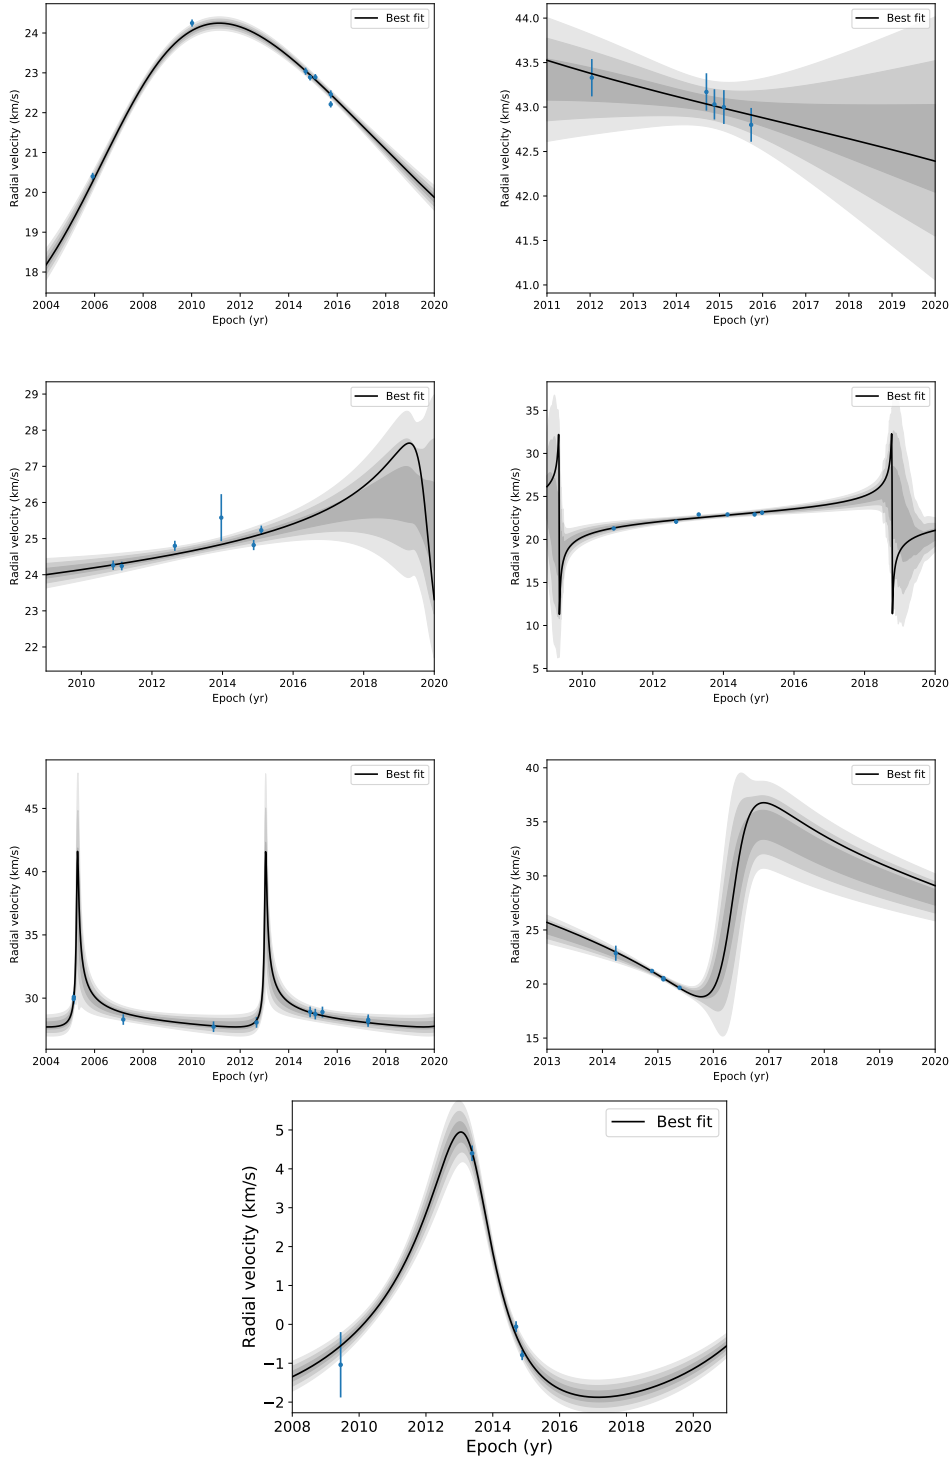 Best fit
24
23
22
21
20
19
18
Radial velocity (km/s)
2004 2006 2008 2010 2012 2014 2016 2018 2020
Epoch (yr)
Best fit
44.0
43.5
43.0
42.5
42.0
41.5
41.0
Radial velocity (km/s)
2011 2012 2013 2014 2015 2016 2017 2018 2019 2020
Epoch (yr)
Best fit
29
28
27
26
25
24
23
22
Radial velocity (km/s)
2010 2012 2014 2016 2018 2020
Epoch (yr)
Best fit
35
30
25
20
15
10
5
Radial velocity (km/s)
2010 2012 2014 2016 2018 2020
Epoch (yr)
Best fit
45
40
35
30
Radial velocity (km/s)
2004 2006 2008 2010 2012 2014 2016 2018 2020
Epoch (yr)
Best fit
40
35
30
25
20
15
Radial velocity (km/s)
2013 2014 2015 2016 2017 2018 2019 2020
Epoch (yr)
Best fit
5
4
3
2
1
0
−1
−2
Radial velocity (km/s)
2008 2010 2012 2014 2016 2018 2020
Epoch (yr)